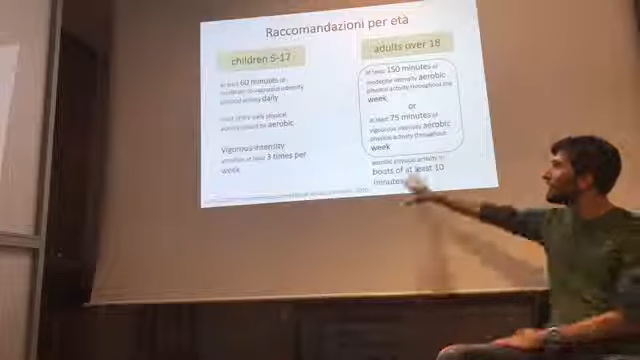 Raccomandazioni per età
children 5-17
at least 60 minutes of
moderate to vigorous intensity
physical activity daily
most of the daily physical
activity should be aerobic
Vigorous intensity
activities at least 3 times per
week
adults over 18
at least 150 minutes of
moderate intensity aerobic
physical activity throughout the
week
or
at least 75 minutes of
vigorous intensity aerobic
physical activity throughout
week
aerobic physical activity in
bouts of at least 10
minutes